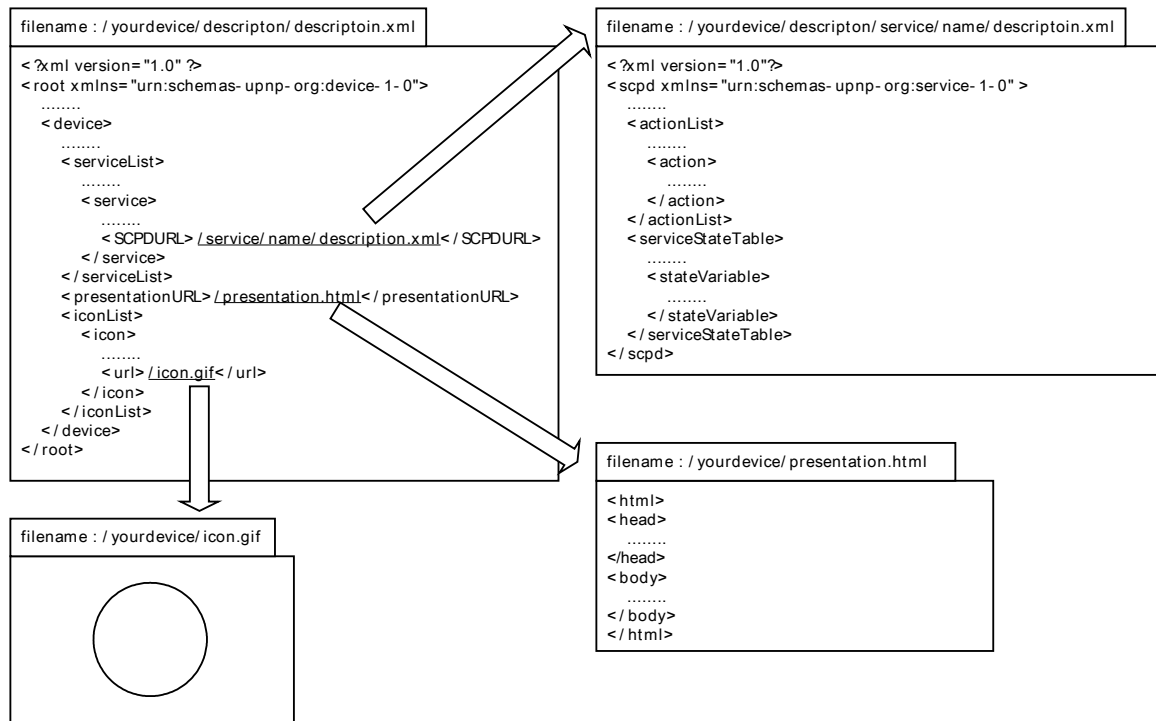 filename : /yourdevice/descripton/descriptoin.xml
<?xml version="1.0" ?>
<root xmlns="urn:schemas-upnp-org:device-1-0">
........
<device>
........
<serviceList>
........
<service>
........
<SCPDURL>/service/name/description.xml</SCPDURL>
</service>
</serviceList>
<presentationURL>/presentation.html</presentationURL>
<iconList>
<icon>
........
<url>/icon.gif</url>
</icon>
</iconList>
</device>
</root>
filename : /yourdevice/descripton/service/name/descriptoin.xml
<?xml version="1.0"?>
<scpd xmlns="urn:schemas-upnp-org:service-1-0" >
........
<actionList>
........
<action>
........
</action>
</actionList>
<serviceStateTable>
........
<stateVariable>
........
</stateVariable>
</serviceStateTable>
</scpd>
filename : /yourdevice/presentation.html
<html>
<head>
........
</head>
<body>
........
</body>
</html>
filename : /yourdevice/icon.gif